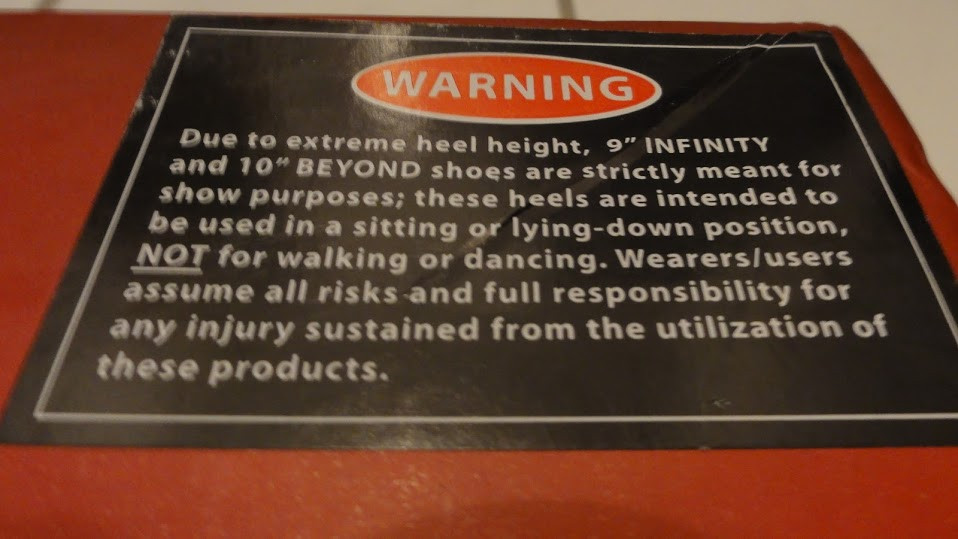 WARNING
Due to extreme heel height, 9" INFINITY
and 10" BEYOND shoes are strictly meant for
show purposes; these heels are intended to
be used in a sitting or lying-down position,
NOT for walking or dancing. Wearers/users
assume all risks and full responsibility for
any injury sustained from the utilization of
these products.